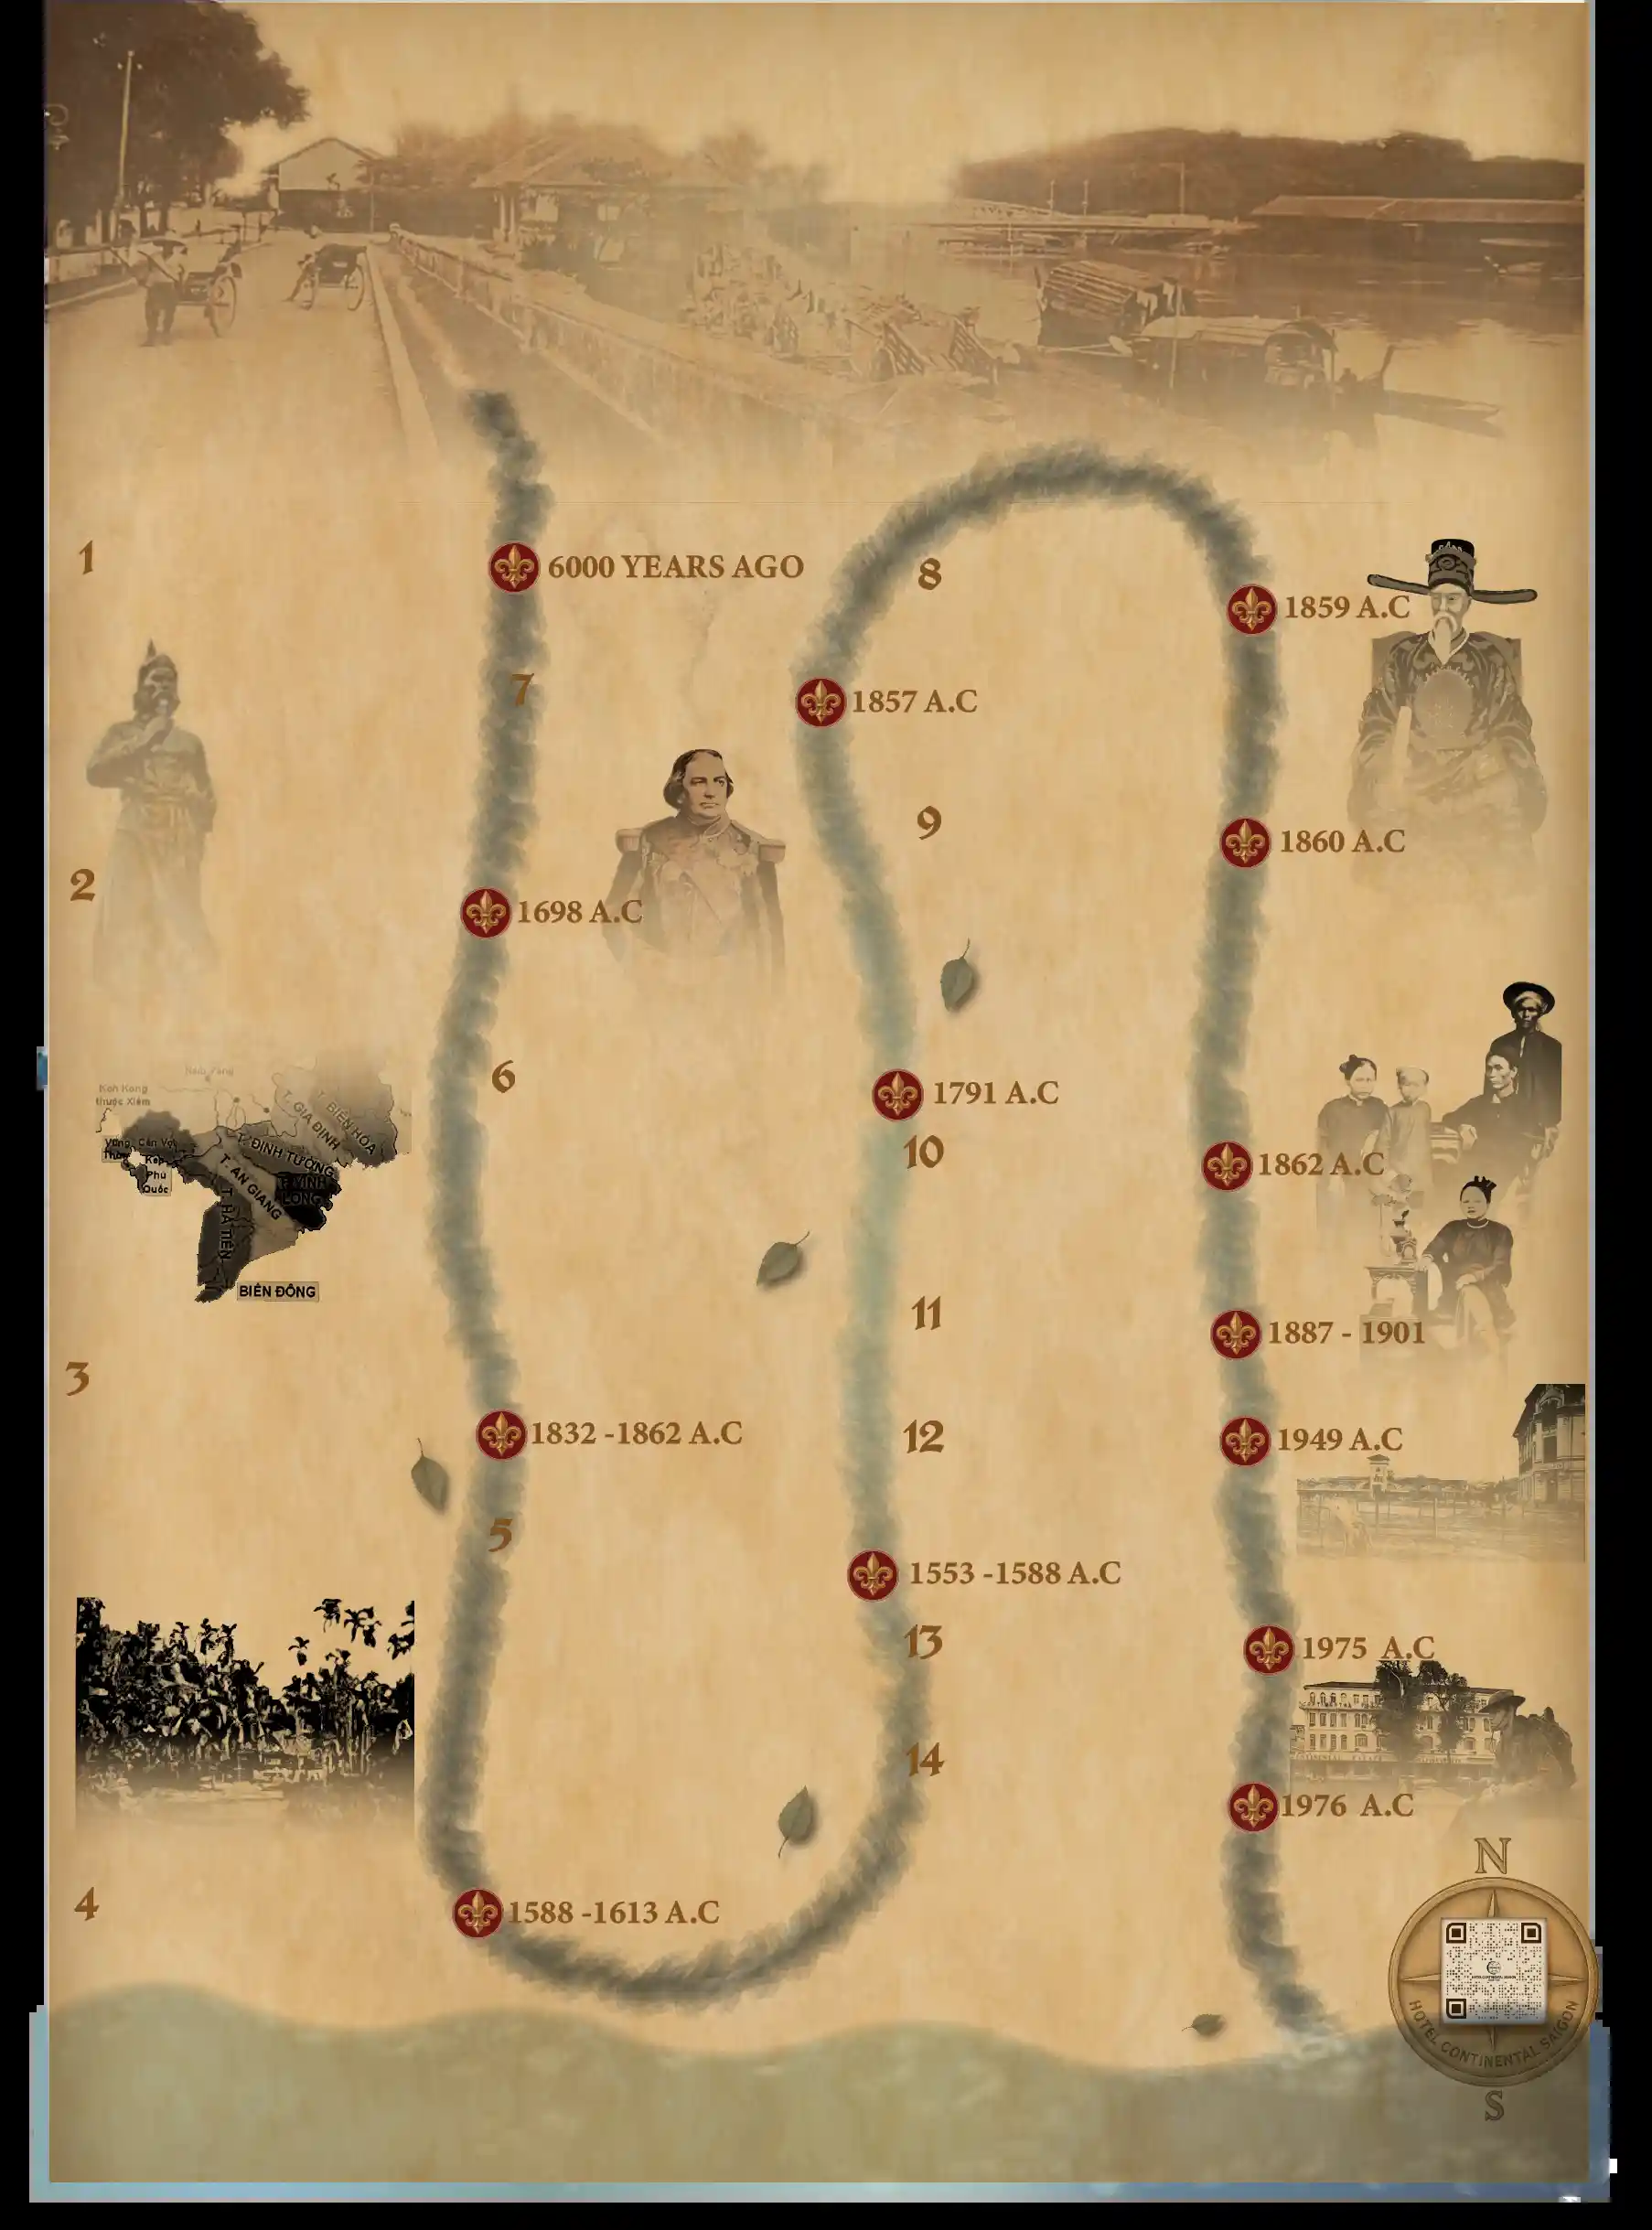 1
6000 YEARS AGO
8
1859 A.C
7
1857 A.C
9
1860 A.C
2
1698 A.C
6
1791 A.C
Koh Kong
thuộc Xiêm
T. BIÊN HÒA
T. GIA ĐỊNH
T. ĐỊNH TƯỜNG
Vũng Thơm
Cần Vọt
Kep
Phú Quốc
T. AN GIANG
T. VĨNH LONG
T. HÀ TIÊN
BIỂN ĐÔNG
10
1862 A.C
11
1887 - 1901
3
1832 -1862 A.C
12
1949 A.C
5
1553 -1588 A.C
13
1975 A.C
14
1976 A.C
4
1588 -1613 A.C
N
HOTEL CONTINENTAL SAIGON
S